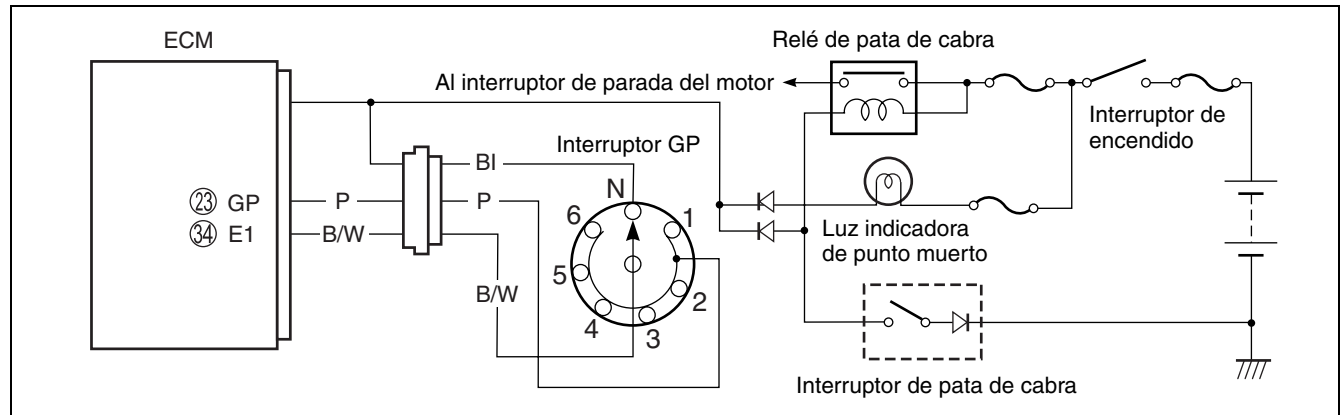 ECM
Relé de pata de cabra
Al interruptor de parada del motor
Interruptor de
encendido
Interruptor GP
Bl
N
23 GP
P
P
6
1
34 E1
B/W
Luz indicadora
de punto muerto
5
2
B/W
4
3
Interruptor de pata de cabra